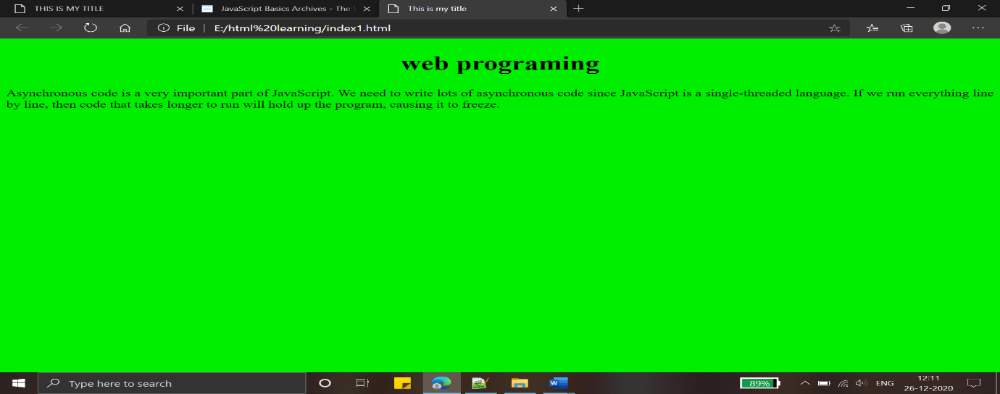 THIS IS MY TITLE
JavaScript Basics Archives - The
This is my title
File | E:/html%20learning/index1.html
web programing
Asynchronous code is a very important part of JavaScript. We need to write lots of asynchronous code since JavaScript is a single-threaded language. If we run everything line
by line, then code that takes longer to run will hold up the program, causing it to freeze.
Type here to search
89%
ENG
12:11
26-12-2020